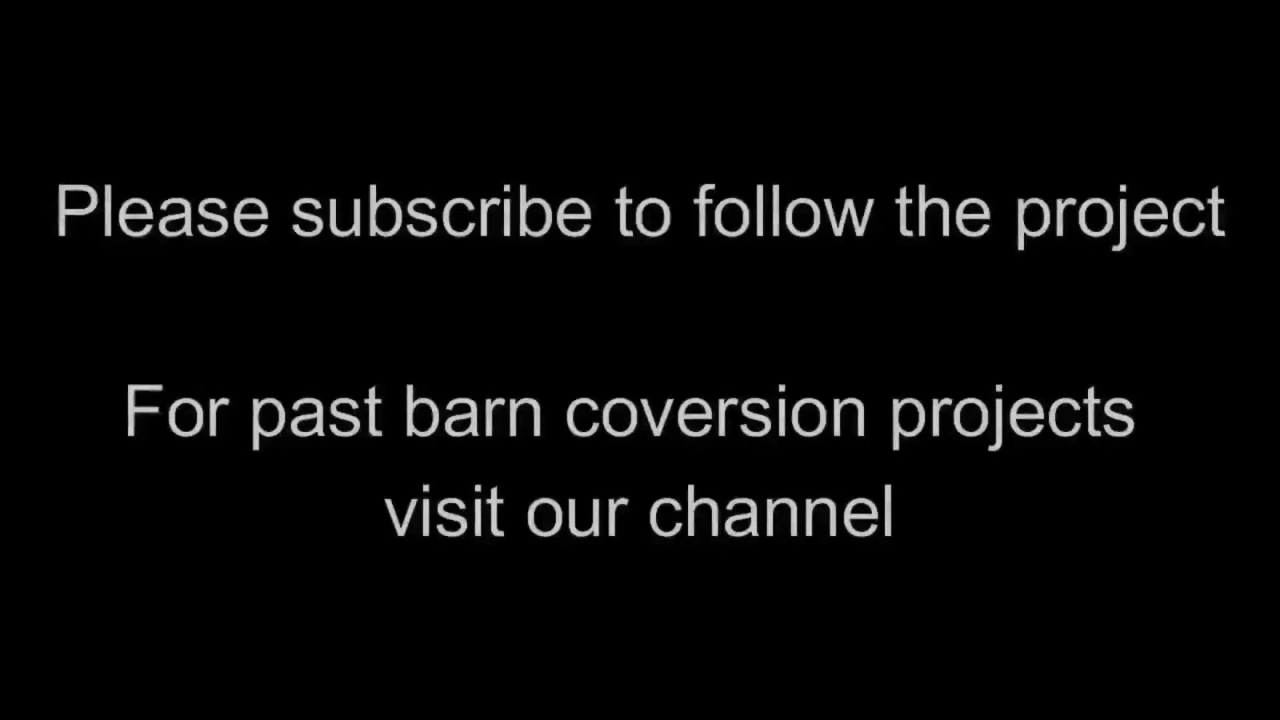 Please subscribe to follow the project
For past barn coversion projects
visit our channel